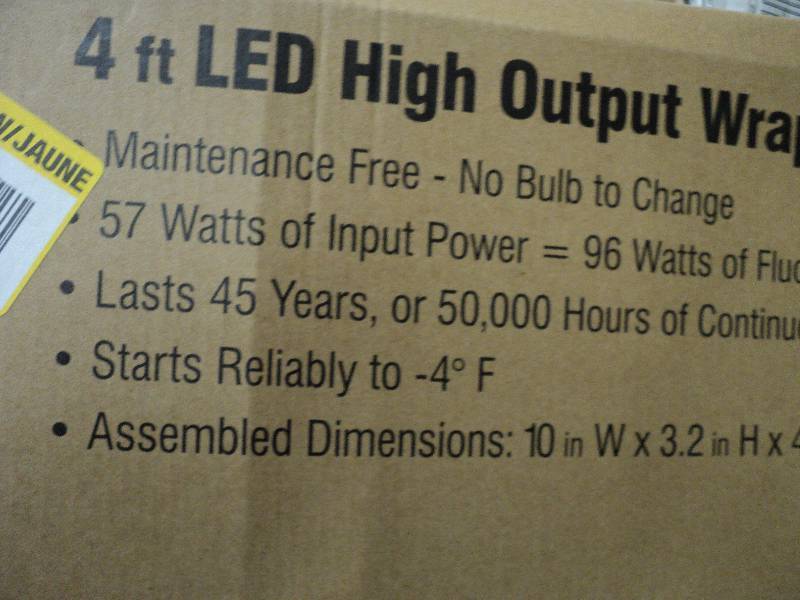 4 ft LED High Output Wrap
N/JAUNE
• Maintenance Free - No Bulb to Change
• 57 Watts of Input Power = 96 Watts of Fluo
• Lasts 45 Years, or 50,000 Hours of Continu
• Starts Reliably to -4° F
• Assembled Dimensions: 10 in W x 3.2 in H x 4